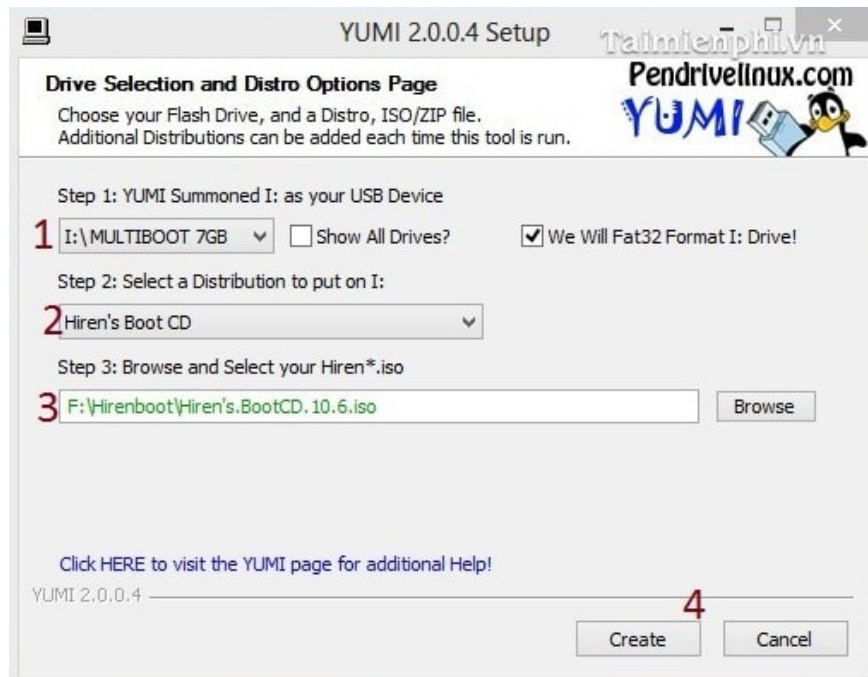 YUMI 2.0.0.4 Setup
Taimienphi.vn
Drive Selection and Distro Options Page
Choose your Flash Drive, and a Distro, ISO/ZIP file.
Additional Distributions can be added each time this tool is run.
Pendrivelinux.com
YUMI
Step 1: YUMI Summoned I: as your USB Device
1 I:\MULTIBOOT 7GB Show All Drives? We Will Fat32 Format I: Drive!
Step 2: Select a Distribution to put on I:
2 Hiren's Boot CD
Step 3: Browse and Select your Hiren*.iso
3 F:\Hirenboot\Hiren's.BootCD.10.6.iso Browse
Click HERE to visit the YUMI page for additional Help!
YUMI 2.0.0.4
4
Create Cancel